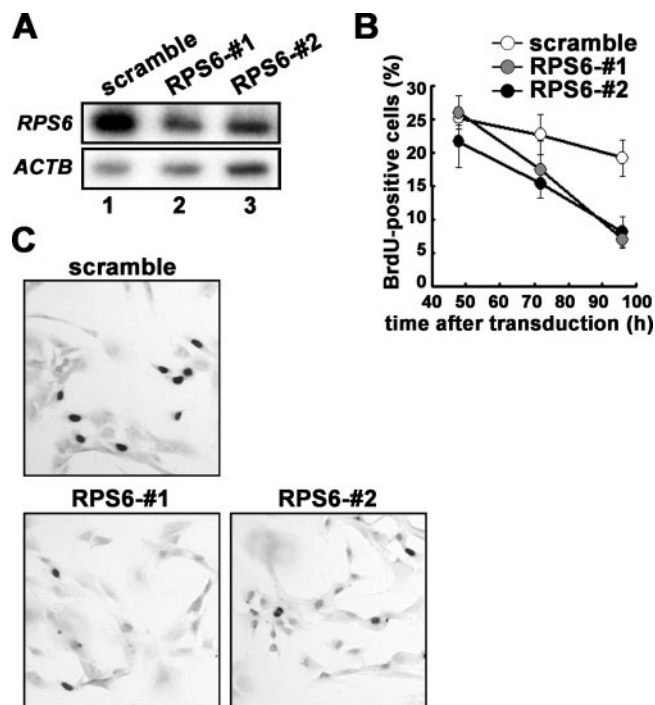 A
scramble
RPS6-#1
RPS6-#2
RPS6
ACTB
1 2 3
B
scramble
RPS6-#1
RPS6-#2
BrdU-positive cells (%)
30
25
20
15
10
5
0
40 50 60 70 80 90 100
time after transduction (h)
C
scramble
RPS6-#1 RPS6-#2